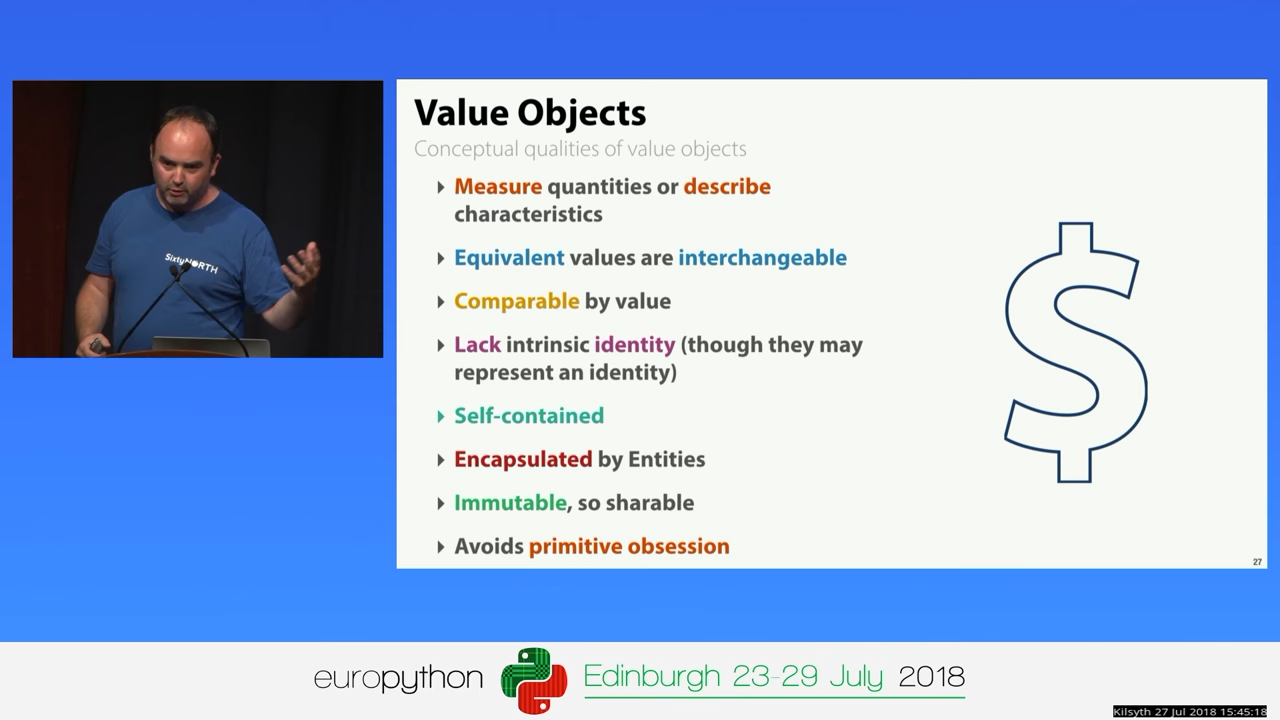 SixtyNORTH
Value Objects
Conceptual qualities of value objects
Measure quantities or describe
characteristics
Equivalent values are interchangeable
Comparable by value
Lack intrinsic identity (though they may
represent an identity)
Self-contained
Encapsulated by Entities
Immutable, so sharable
Avoids primitive obsession
$
27
europython
Edinburgh 23-29 July 2018
Kilsyth 27 Jul 2018 15:45:18